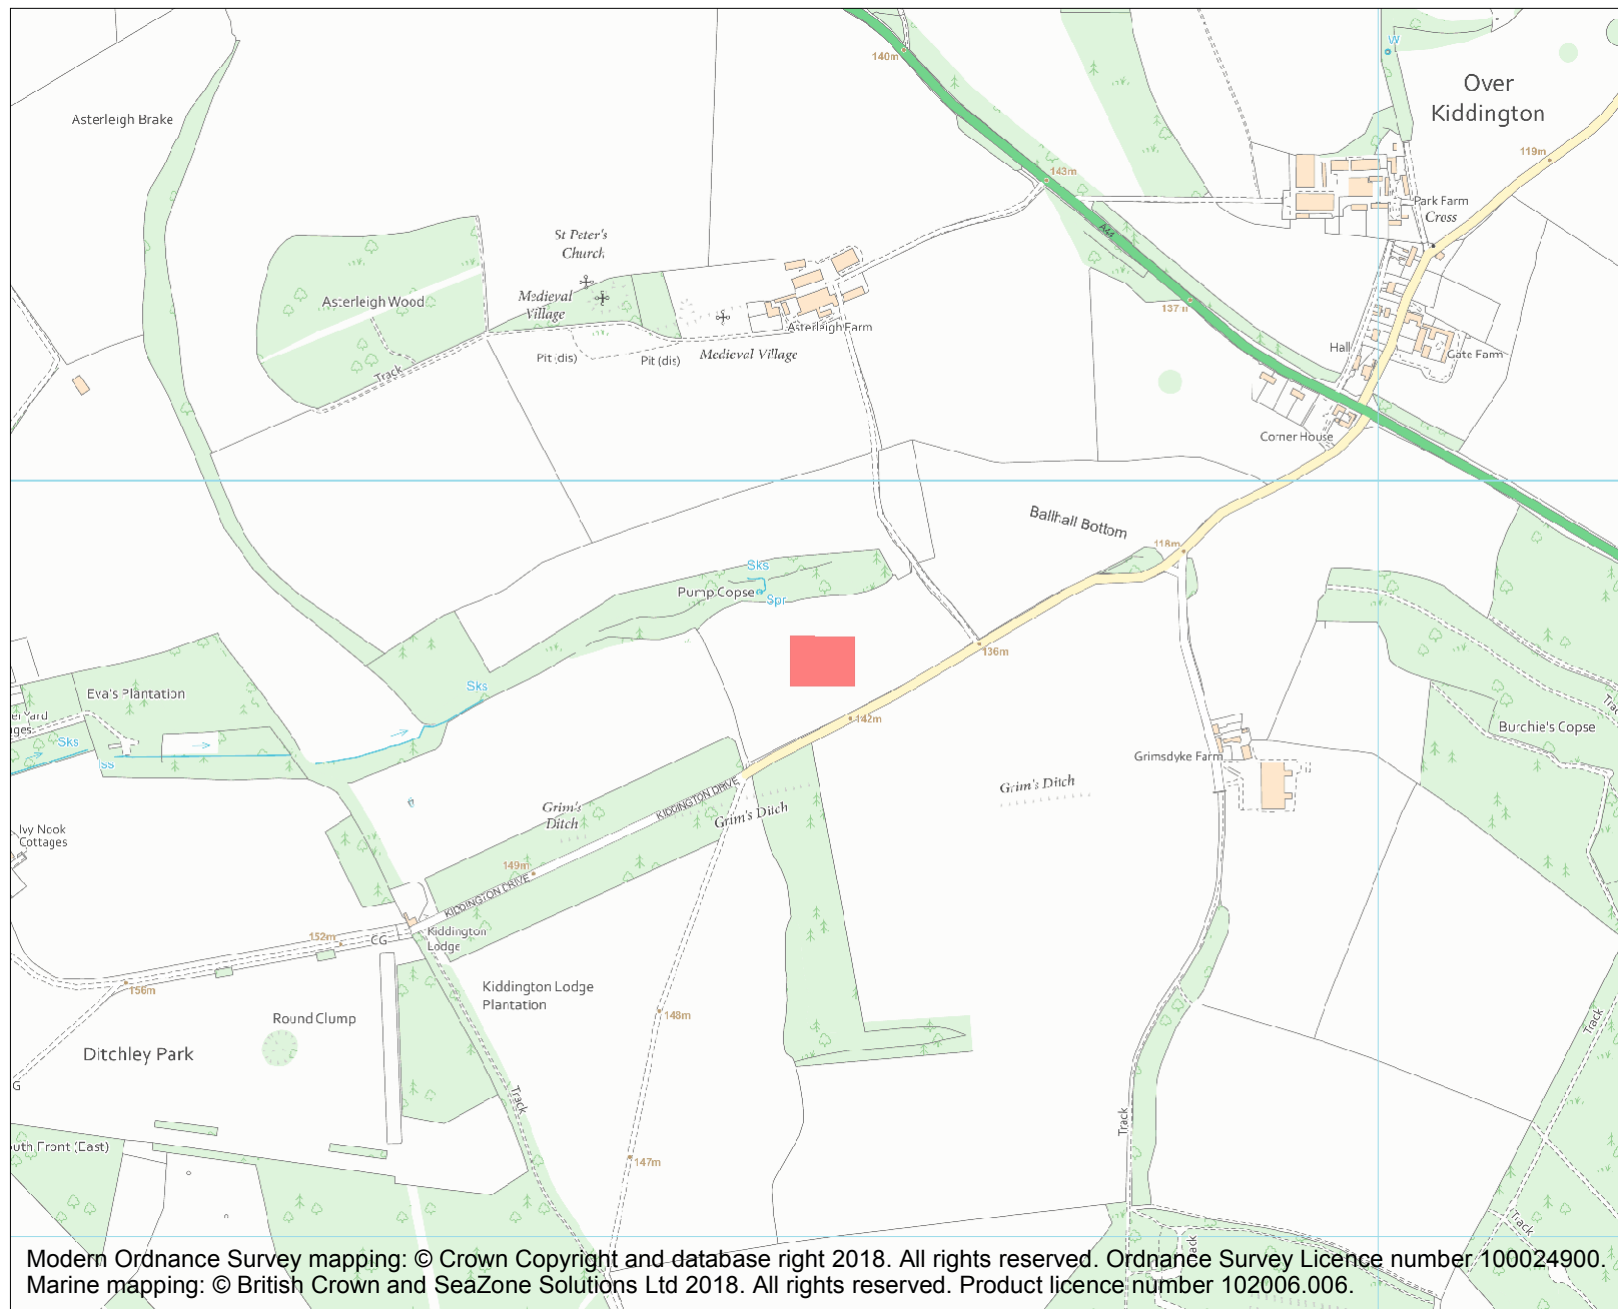 140m
W
Over
Kiddington
Asterleigh Brake
119m
143m
Park Farm
Cross
A44
St Peter's
Church
Medieval
Village
Asterleigh Wood
137m
Asterleigh Farm
Hall
Gate Farm
Pit (dis)
Pit (dis)
Medieval Village
Track
Corner House
Ballhall Bottom
118m
Sks
Pump Copse
Spr
136m
Sks
Eva's Plantation
Sks
142m
Burchie's Copse
Grimsdyke Farm
Grim's Ditch
KIDDINGTON DRIVE
Grim's
Ditch
Grim's Ditch
Ivy Nook
Cottages
149m
KIDDINGTON DRIVE
152m
CG
Kiddington
Lodge
156m
Kiddington Lodge
Plantation
148m
Round Clump
Ditchley Park
G
Track
Track
Track
outh Front (East)
147m
Track
Modern Ordnance Survey mapping: © Crown Copyright and database right 2018. All rights reserved. Ordnance Survey Licence number 100024900.
Marine mapping: © British Crown and SeaZone Solutions Ltd 2018. All rights reserved. Product licence number 102006.006.